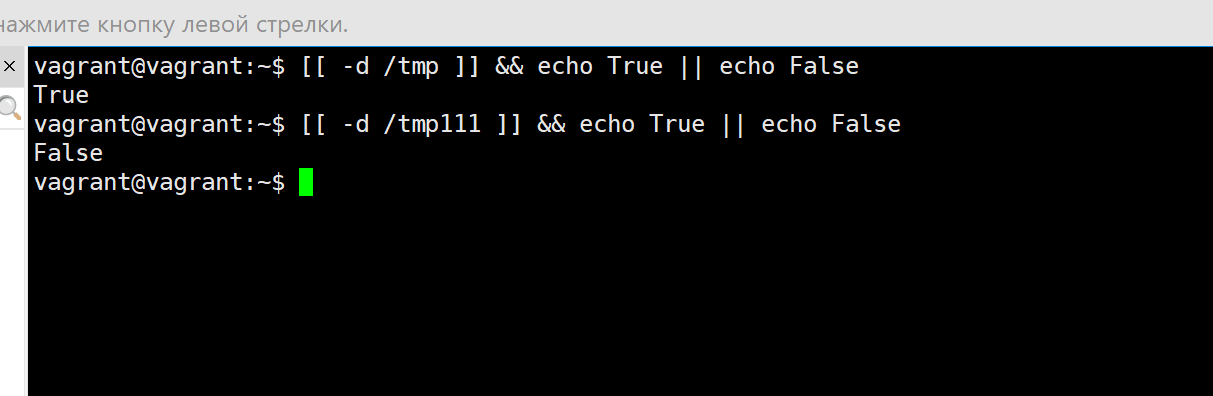 нажмите кнопку левой стрелки.
vagrant@vagrant:~$ [[ -d /tmp ]] && echo True || echo False
True
vagrant@vagrant:~$ [[ -d /tmp111 ]] && echo True || echo False
False
vagrant@vagrant:~$